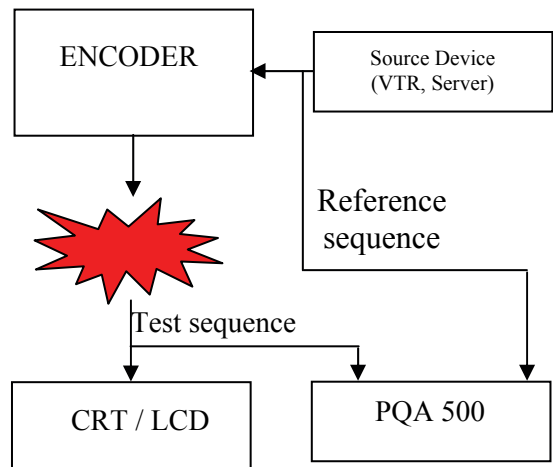 ENCODER
Source Device
(VTR, Server)
Reference
sequence
Test sequence
CRT / LCD
PQA 500